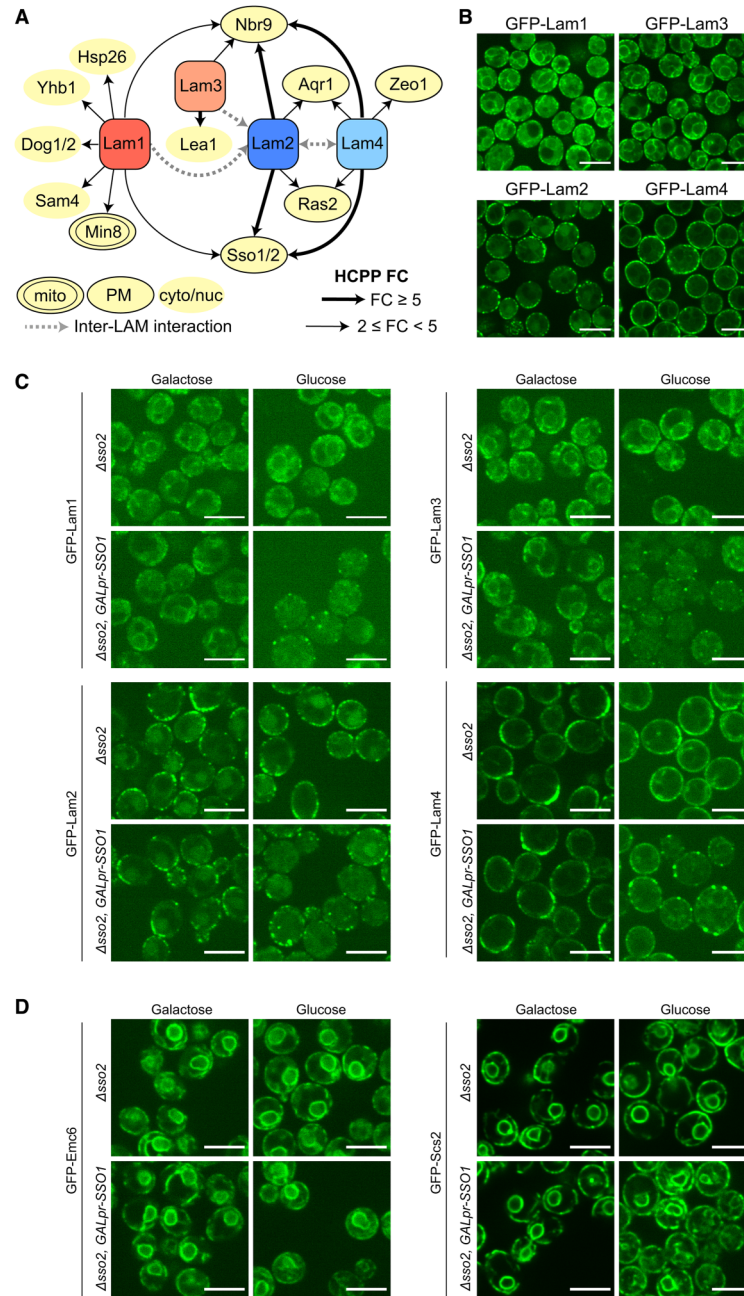 A
Nbr9
Hsp26
Yhb1
Lam3
Aqr1
Zeo1
Dog1/2
Lam1
Lea1
Lam2
Lam4
Sam4
Min8
Ras2
Sso1/2
HCPP FC
mito
PM
cyto/nuc
FC ≥ 5
Inter-LAM interaction
2 ≤ FC < 5
B
GFP-Lam1
GFP-Lam3
GFP-Lam2
GFP-Lam4
C
Galactose
Glucose
GFP-Lam1
Δsso2
Δsso2, GALpr-SSO1
Galactose
Glucose
GFP-Lam3
Δsso2
Δsso2, GALpr-SSO1
GFP-Lam2
Δsso2
Δsso2, GALpr-SSO1
GFP-Lam4
Δsso2
Δsso2, GALpr-SSO1
D
Galactose
Glucose
GFP-Emc6
Δsso2
Δsso2, GALpr-SSO1
Galactose
Glucose
GFP-Scs2
Δsso2
Δsso2, GALpr-SSO1